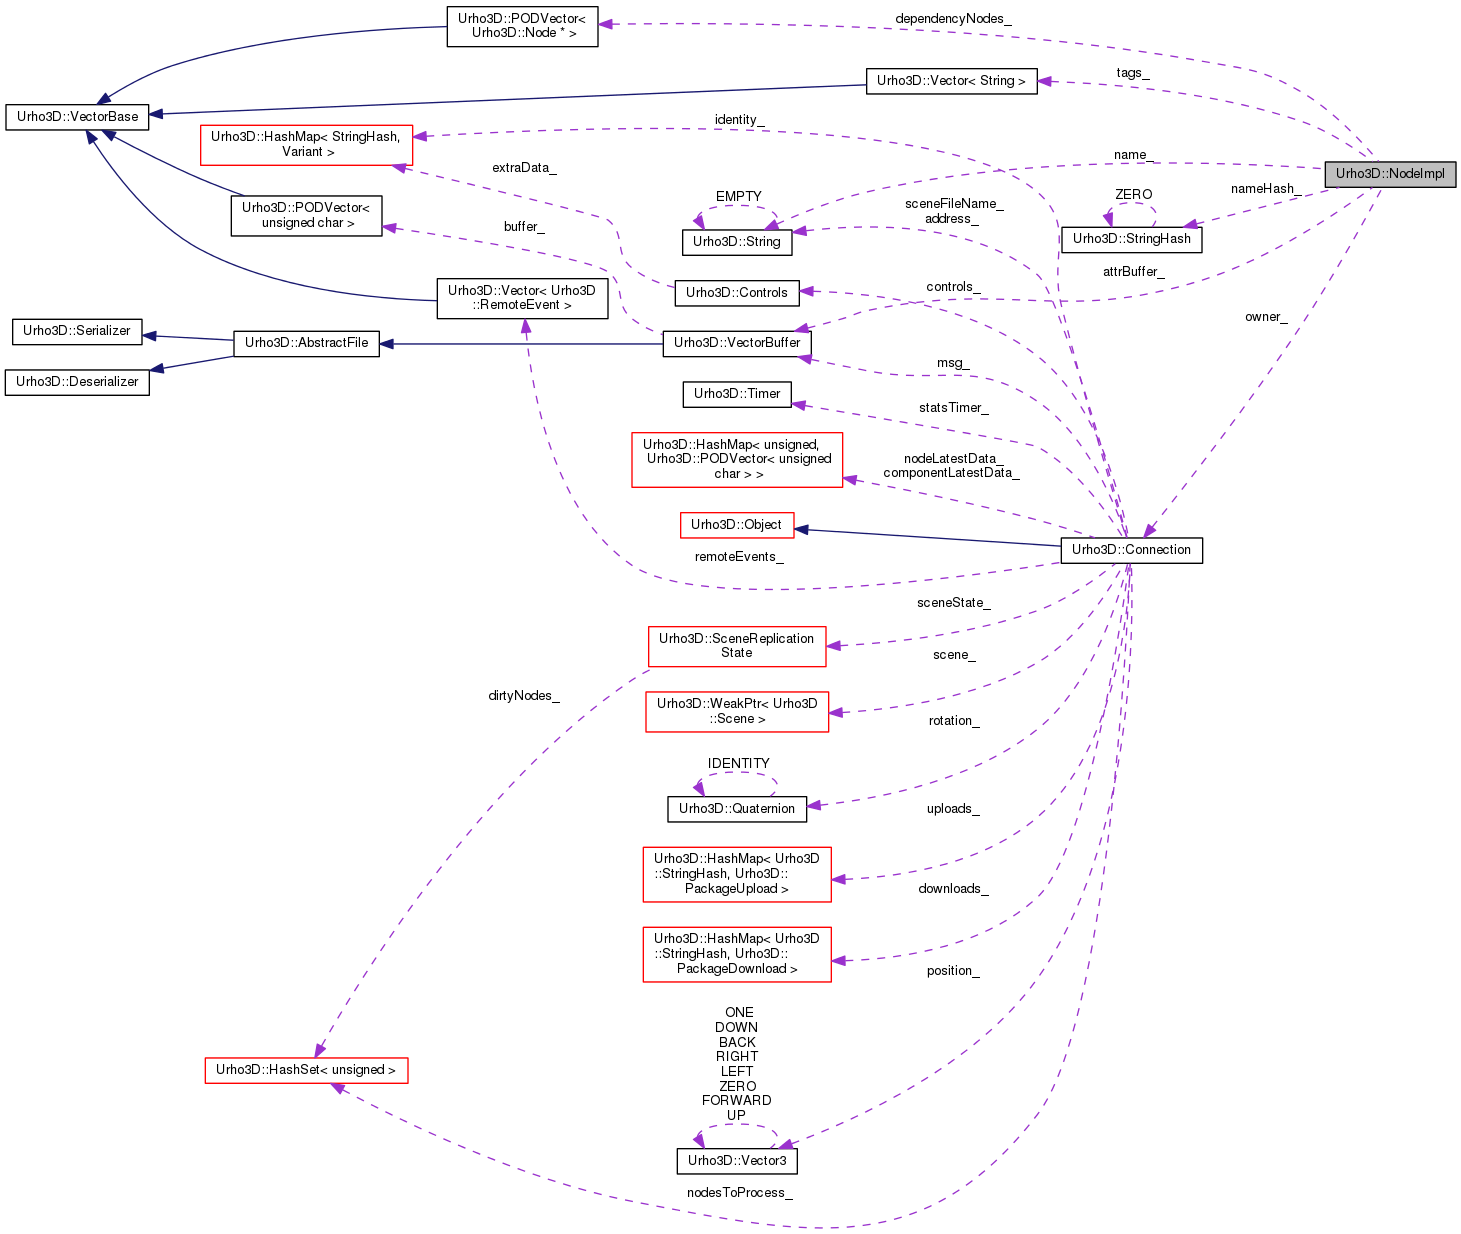 Urho3D::PODVector<
Urho3D::Node * >
dependencyNodes_
Urho3D::Vector< String >
tags_
Urho3D::VectorBase
Urho3D::HashMap< StringHash,
Variant >
identity_
name_
extraData_
Urho3D::NodeImpl
EMPTY
ZERO
nameHash_
Urho3D::PODVector<
unsigned char >
sceneFileName_
address_
buffer_
Urho3D::String
Urho3D::StringHash
attrBuffer_
Urho3D::Vector< Urho3D
::RemoteEvent >
Urho3D::Controls
controls_
owner_
Urho3D::Serializer
Urho3D::AbstractFile
Urho3D::VectorBuffer
msg_
Urho3D::Deserializer
Urho3D::Timer
statsTimer_
Urho3D::HashMap< unsigned,
Urho3D::PODVector< unsigned
char > >
nodeLatestData_
componentLatestData_
Urho3D::Object
Urho3D::Connection
remoteEvents_
sceneState_
Urho3D::SceneReplication
State
scene_
dirtyNodes_
Urho3D::WeakPtr< Urho3D
::Scene >
rotation_
IDENTITY
Urho3D::Quaternion
uploads_
Urho3D::HashMap< Urho3D
::StringHash, Urho3D::
PackageUpload >
downloads_
Urho3D::HashMap< Urho3D
::StringHash, Urho3D::
PackageDownload >
position_
ONE
DOWN
BACK
RIGHT
LEFT
ZERO
FORWARD
UP
Urho3D::HashSet< unsigned >
Urho3D::Vector3
nodesToProcess_